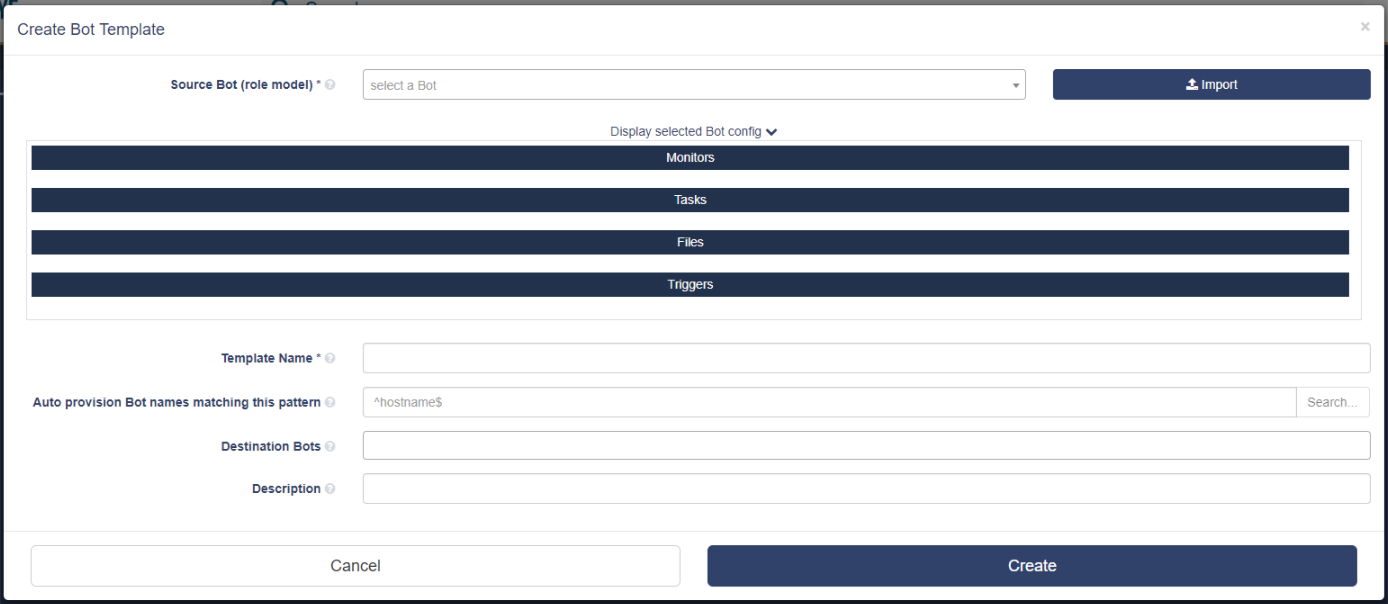 Create Bot Template
×
Source Bot (role model) *
select a Bot
Import
Display selected Bot config
Monitors
Tasks
Files
Triggers
Template Name *
Auto provision Bot names matching this pattern
^hostname$
Search...
Destination Bots
Description
Cancel
Create